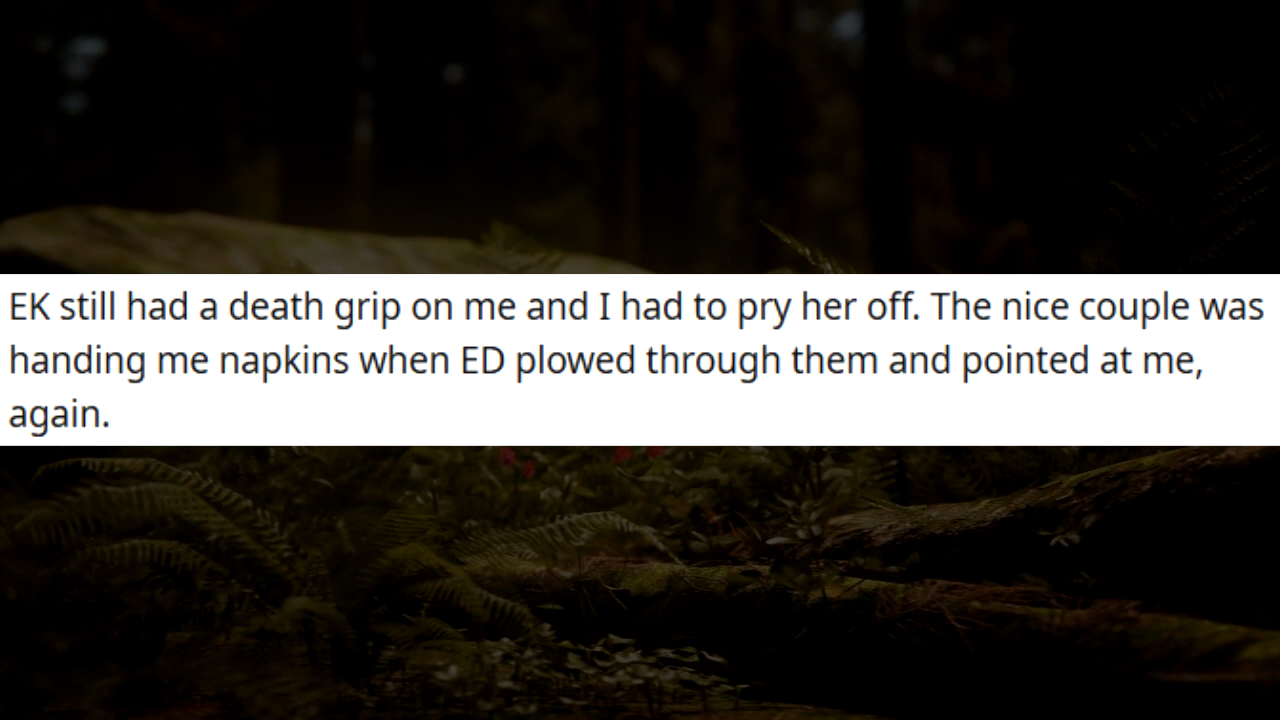 EK still had a death grip on me and I had to pry her off. The nice couple was
handing me napkins when ED plowed through them and pointed at me,
again.